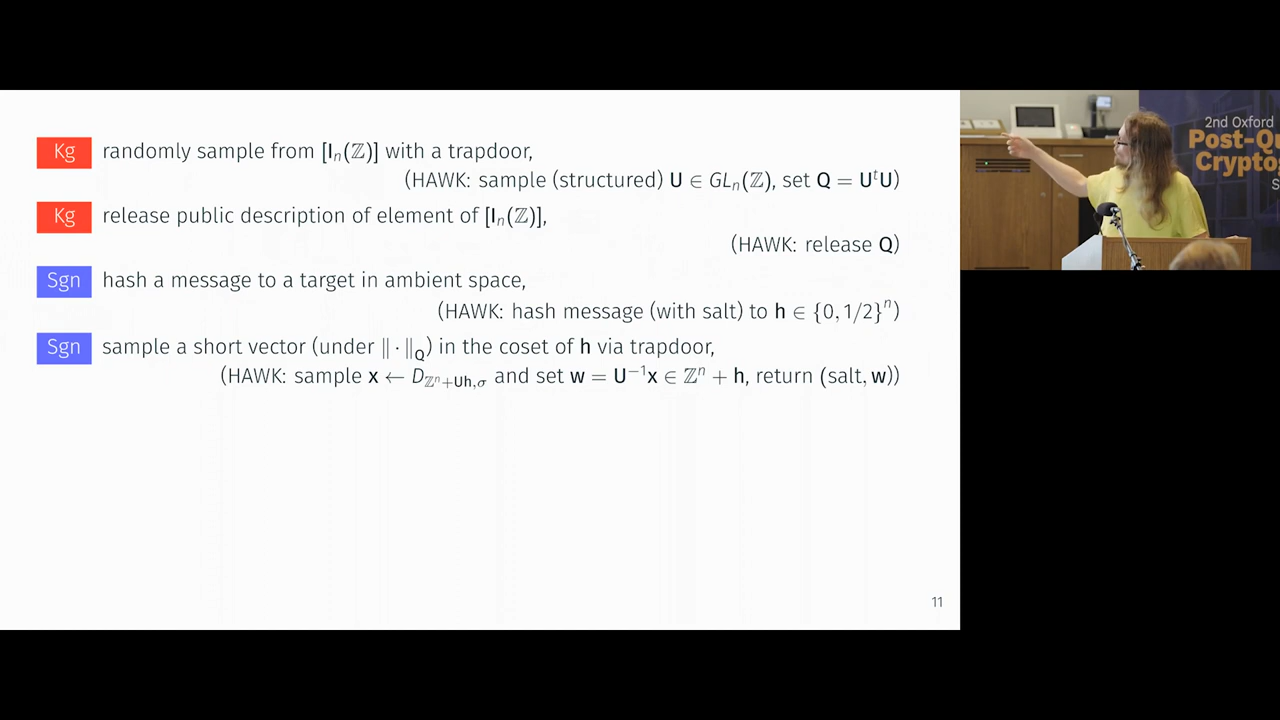 Kg randomly sample from [I_n(ℤ)] with a trapdoor,
(HAWK: sample (structured) U ∈ GL_n(ℤ), set Q = U^tU)
Kg release public description of element of [I_n(ℤ)],
(HAWK: release Q)
Sgn hash a message to a target in ambient space,
(HAWK: hash message (with salt) to h ∈ {0, 1/2}^n)
Sgn sample a short vector (under ‖·‖_Q) in the coset of h via trapdoor,
(HAWK: sample x ← D_{ℤ^n+Uh,σ} and set w = U^{−1}x ∈ ℤ^n + h, return (salt, w))
11
2nd Oxford